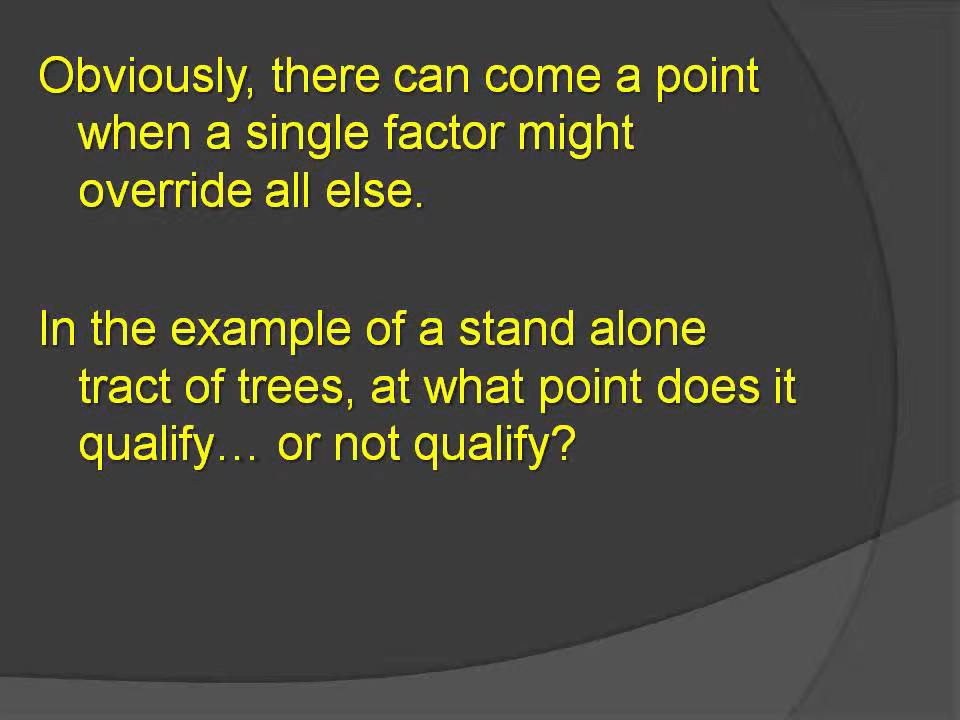 Obviously, there can come a point
when a single factor might
override all else.
In the example of a stand alone
tract of trees, at what point does it
qualify… or not qualify?